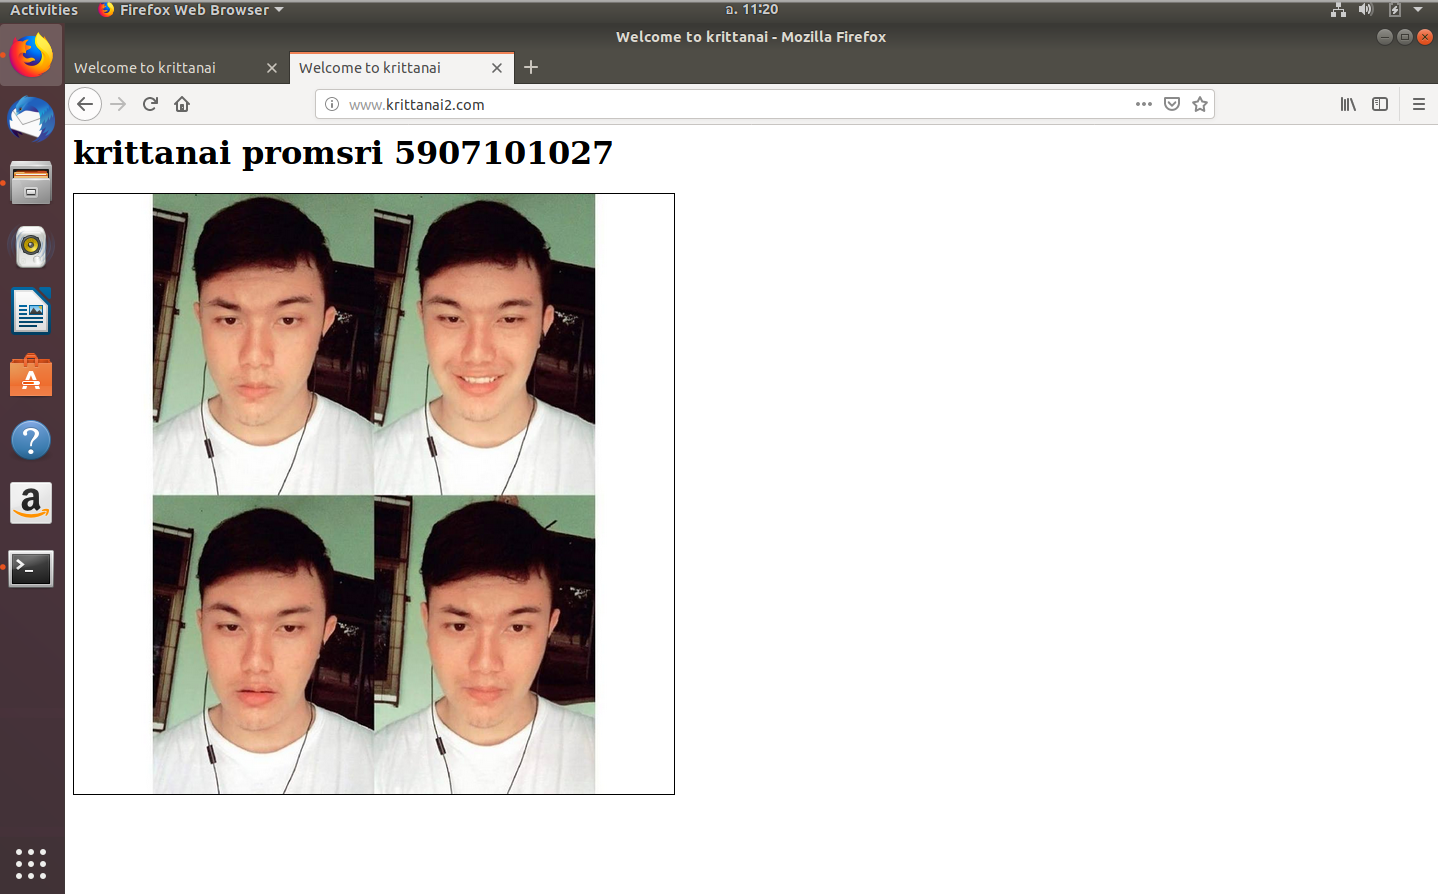 Activities
Firefox Web Browser
อ. 11:20
Welcome to krittanai - Mozilla Firefox
Welcome to krittanai
Welcome to krittanai
www.krittanai2.com
krittanai promsri 5907101027